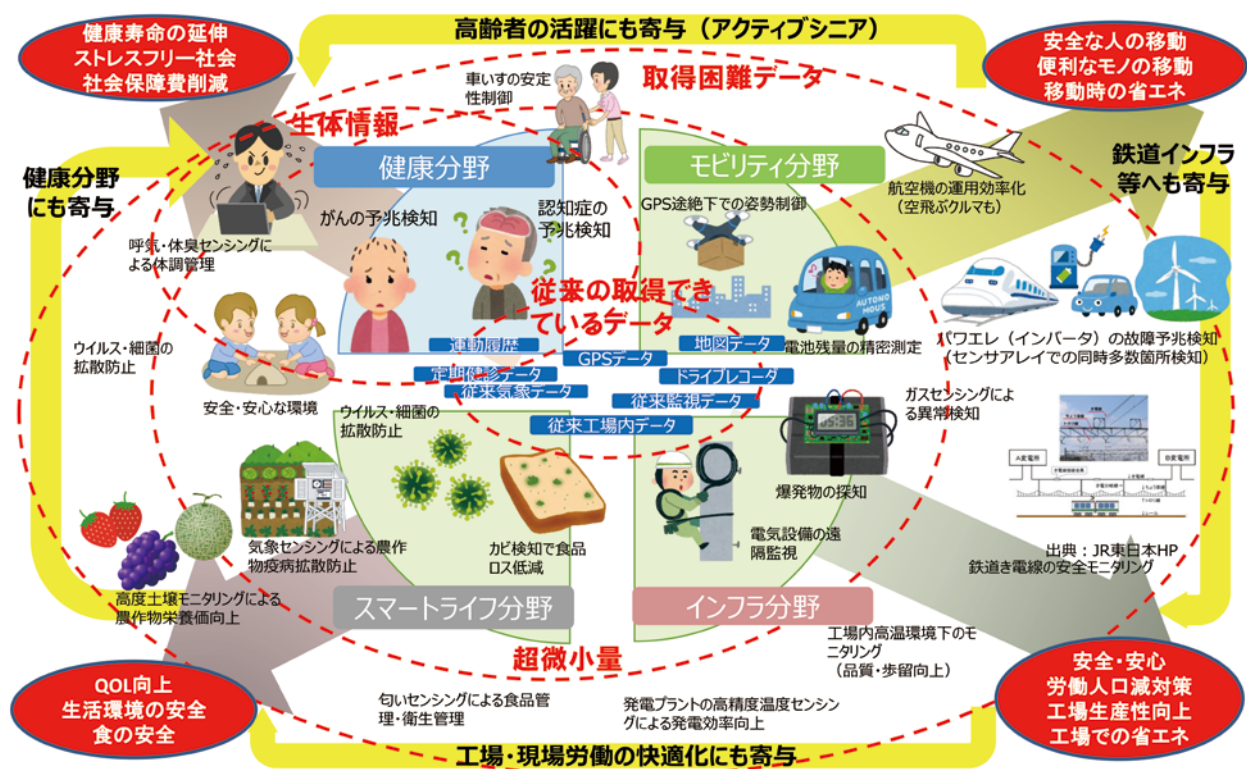 健康寿命の延伸
ストレスフリー社会
社会保障費削減
高齢者の活躍にも寄与（アクティブシニア）
安全な人の移動
便利なモノの移動
移動時の省エネ
車いすの安定
性制御
取得困難データ
生体情報
健康分野
モビリティ分野
健康分野
にも寄与
鉄道インフラ
等へも寄与
航空機の運用効率化
（空飛ぶクルマも）
がんの予兆検知
認知症の
予兆検知
GPS途絶下での姿勢制御
呼気・体臭センシングに
よる体調管理
AUTONO
MOUS
従来の取得でき
ているデータ
パワエレ（インバータ）の故障予兆検知
（センサアレイでの同時多数箇所検知）
ウイルス・細菌の
拡散防止
運動履歴
GPSデータ
地図データ
電池残量の精密測定
定期健診データ
ドライブレコーダ
従来気象データ
従来監視データ
従来工場内データ
安全・安心な環境
ウイルス・細菌の
拡散防止
ガスセンシングによ
る異常検知
05:36
A変電所
B変電所
爆発物の探知
気象センシングによる農作
物疫病拡散防止
カビ検知で食品
ロス低減
電気設備の遠
隔監視
出典：JR東日本HP
鉄道き電線の安全モニタリング
高度土壌モニタリングによる
農作物栄養価向上
スマートライフ分野
インフラ分野
工場内高温環境下のモ
ニタリング
（品質・歩留向上）
超微小量
QOL向上
生活環境の安全
食の安全
匂いセンシングによる食品管
理・衛生管理
発電プラントの高精度温度センシン
グによる発電効率向上
安全・安心
労働人口減対策
工場生産性向上
工場での省エネ
工場・現場労働の快適化にも寄与